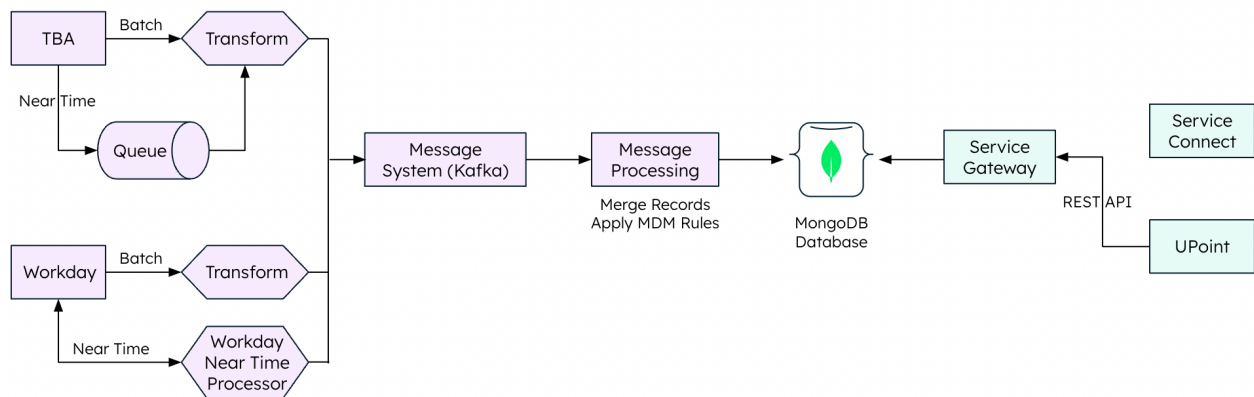 TBA
Batch
Transform
Near Time
Queue
Message
System (Kafka)
Message
Processing
Merge Records
Apply MDM Rules
MongoDB
Database
Service
Gateway
REST API
Service
Connect
UPoint
Workday
Batch
Transform
Near Time
Workday
Near Time
Processor